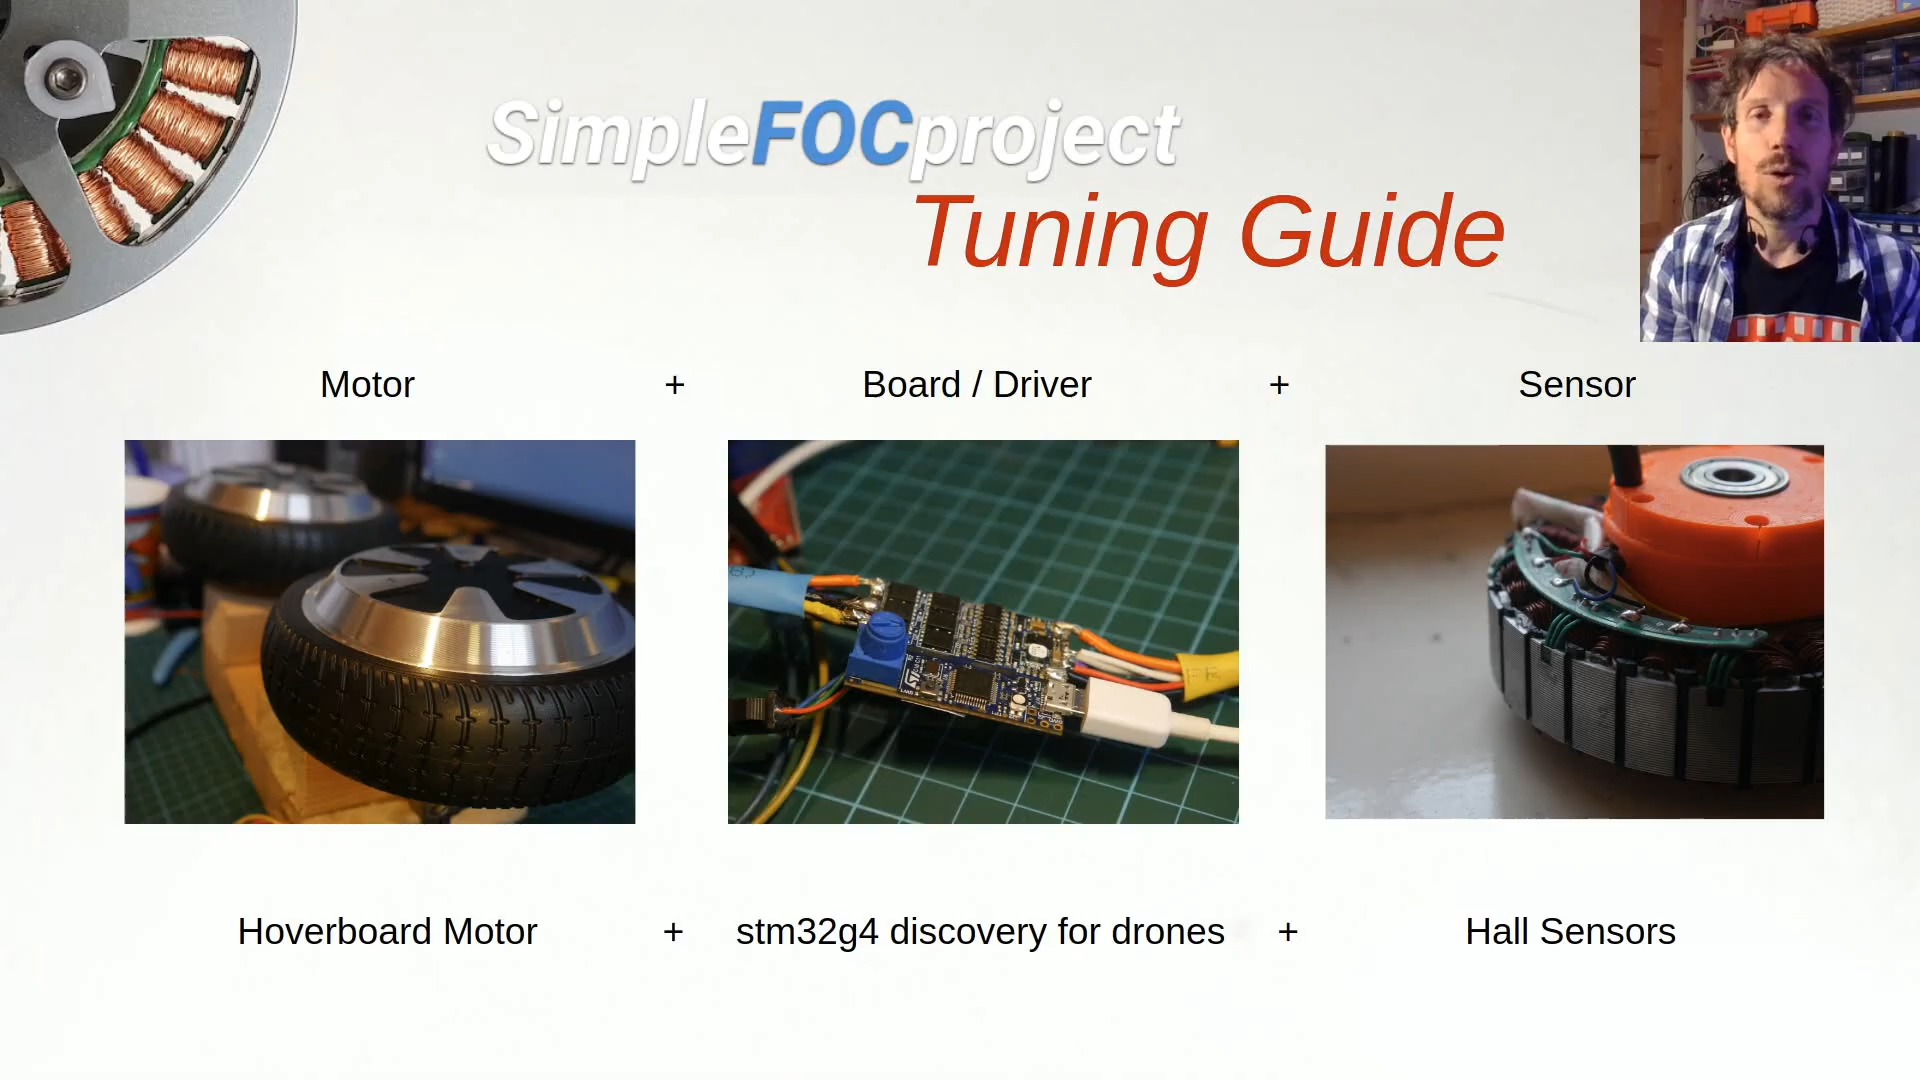 SimpleFOCproject
Tuning Guide
Motor + Board / Driver + Sensor
Hoverboard Motor + stm32g4 discovery for drones + Hall Sensors